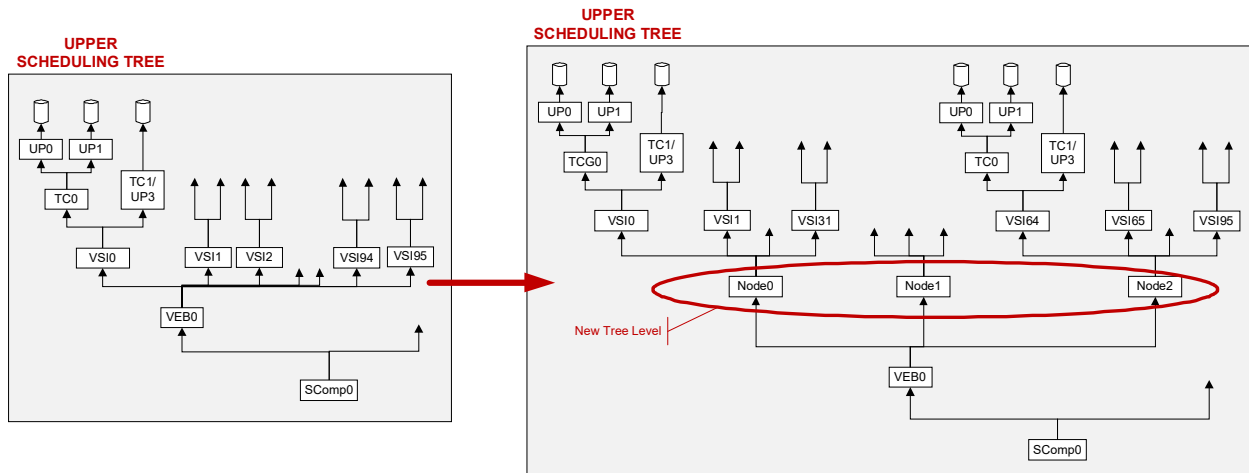 UPPER
SCHEDULING TREE
UP0
UP1
TC0
TC1/
UP3
VSI0
VSI1
VSI2
VSI94
VSI95
VEB0
SComp0
UPPER
SCHEDULING TREE
UP0
UP1
TCG0
TC1/
UP3
VSI0
VSI1
VSI31
UP0
UP1
TC0
TC1/
UP3
VSI64
VSI65
VSI95
Node0
Node1
Node2
New Tree Level
VEB0
SComp0